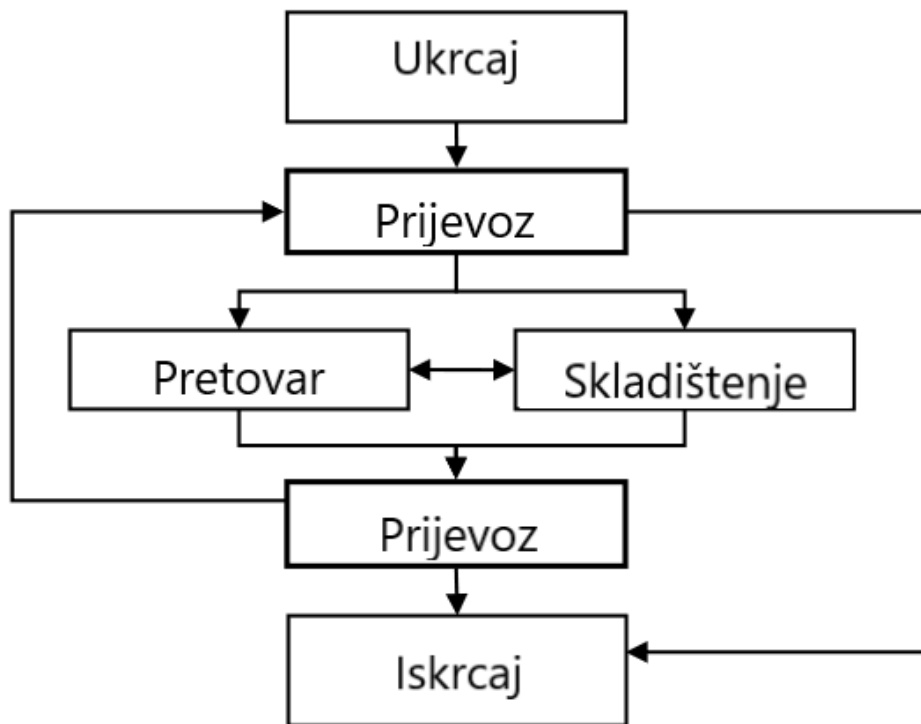 Ukrcaj
Prijevoz
Pretovar
Skladištenje
Prijevoz
Iskrcaj